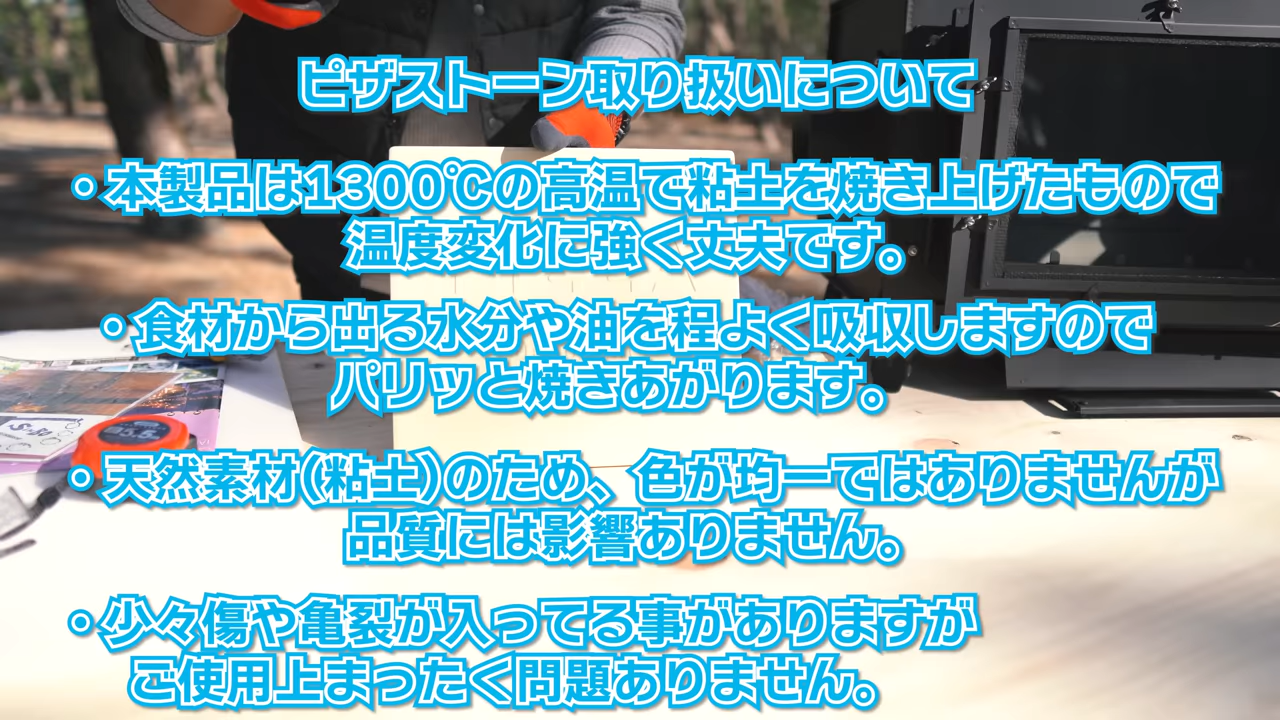 ピザストーン取り扱いについて
・本製品は1300℃の高温で粘土を焼き上げたもので
温度変化に強く丈夫です。
・食材から出る水分や油を程よく吸収しますので
パリッと焼きあがります。
・天然素材(粘土)のため、色が均一ではありませんが
品質には影響ありません。
・少々傷や亀裂が入ってる事がありますが
ご使用上まったく問題ありません。